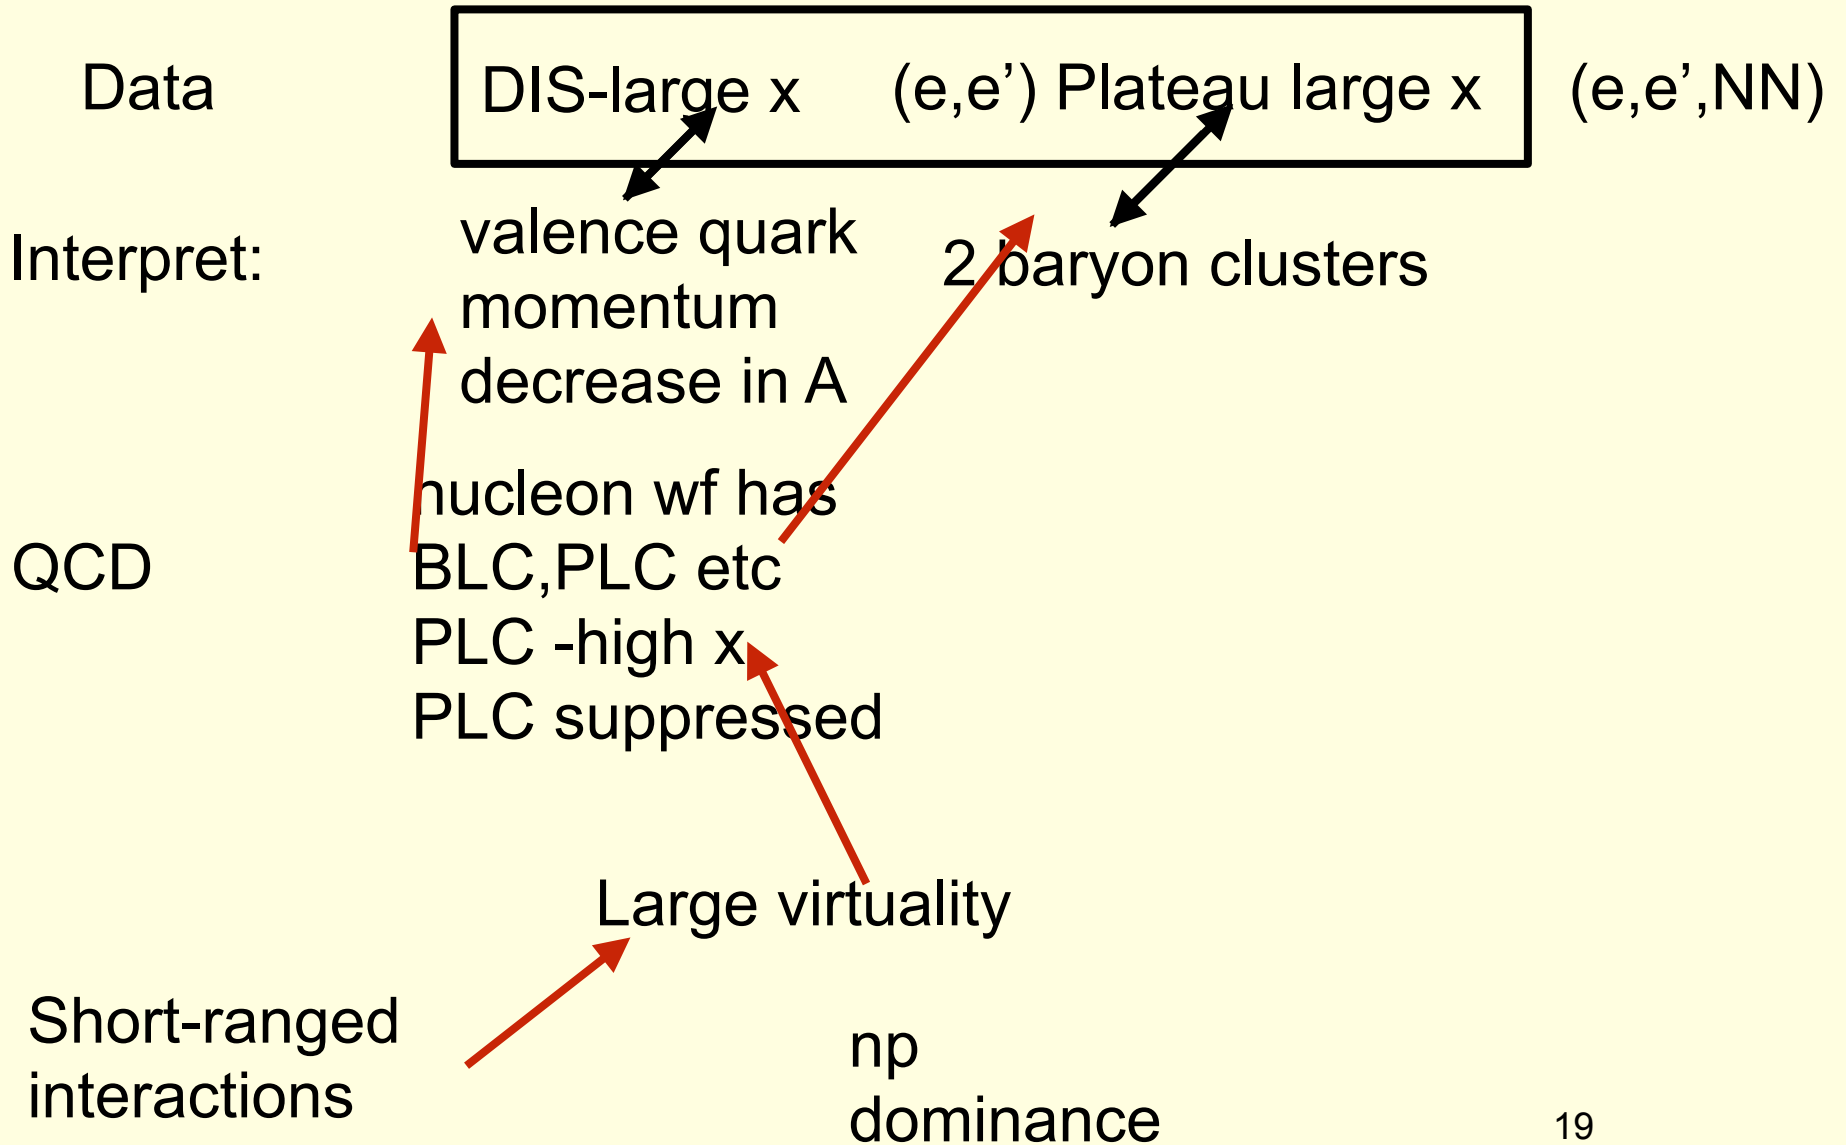 Data
DIS-large x
(e,e’) Plateau large x
(e,e’,NN)
Interpret:
valence quark
momentum
decrease in A
2 baryon clusters
QCD
nucleon wf has
BLC,PLC etc
PLC -high x
PLC suppressed
Large virtuality
Short-ranged
interactions
np
dominance
19